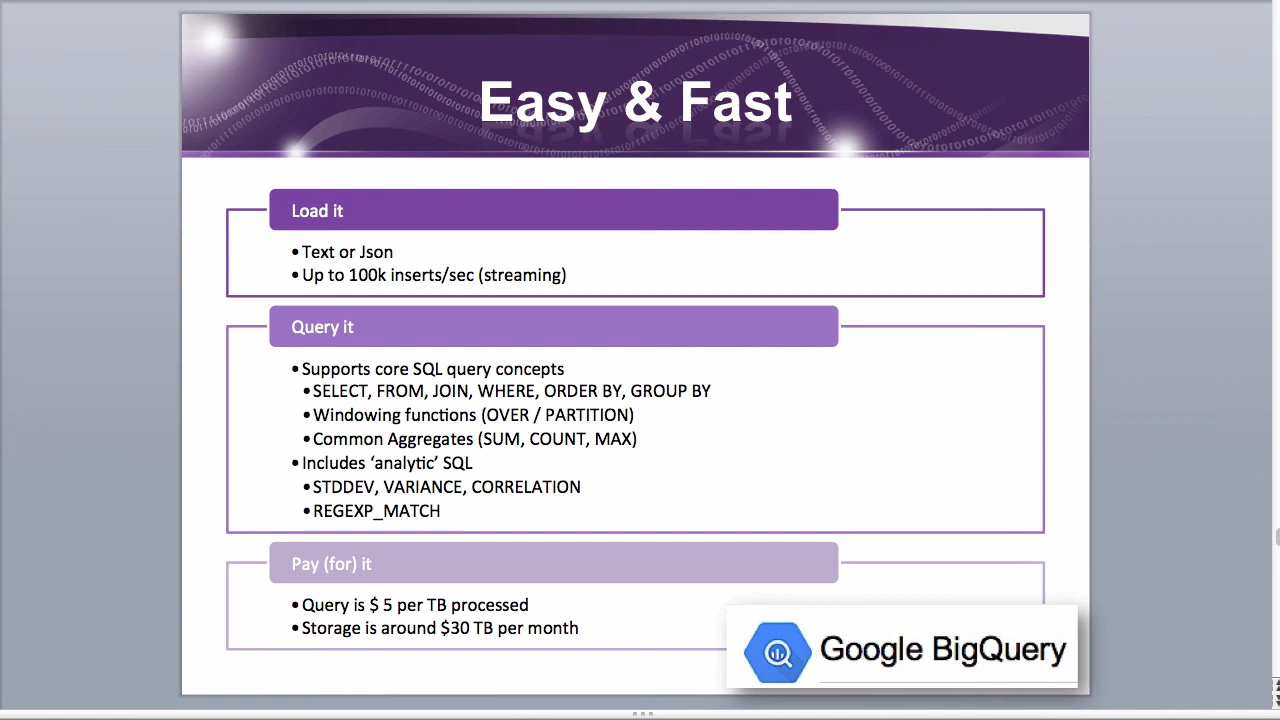 Easy & Fast
Load it
•Text or Json
•Up to 100k inserts/sec (streaming)
Query it
•Supports core SQL query concepts
•SELECT, FROM, JOIN, WHERE, ORDER BY, GROUP BY
•Windowing functions (OVER / PARTITION)
•Common Aggregates (SUM, COUNT, MAX)
•Includes ‘analytic’ SQL
•STDDEV, VARIANCE, CORRELATION
•REGEXP_MATCH
Pay (for) it
•Query is $ 5 per TB processed
•Storage is around $30 TB per month
Google BigQuery